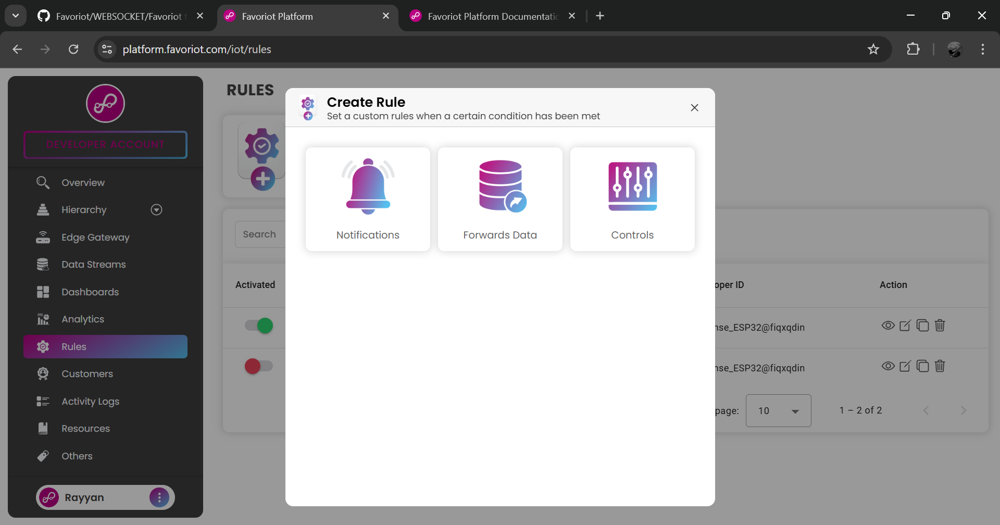 Favoriot/WEBSOCKET/Favoriot
Favoriot Platform
Favoriot Platform Documentatio
platform.favoriot.com/iot/rules
DEVELOPER ACCOUNT
Overview
Hierarchy
Edge Gateway
Data Streams
Dashboards
Analytics
Rules
Customers
Activity Logs
Resources
Others
Rayyan
RULES
Create Rule
Set a custom rules when a certain condition has been met
Notifications
Forwards Data
Controls
Search
Activated
oper ID
Action
nse_ESP32@fiqxqdin
nse_ESP32@fiqxqdin
page:
10
1 – 2 of 2